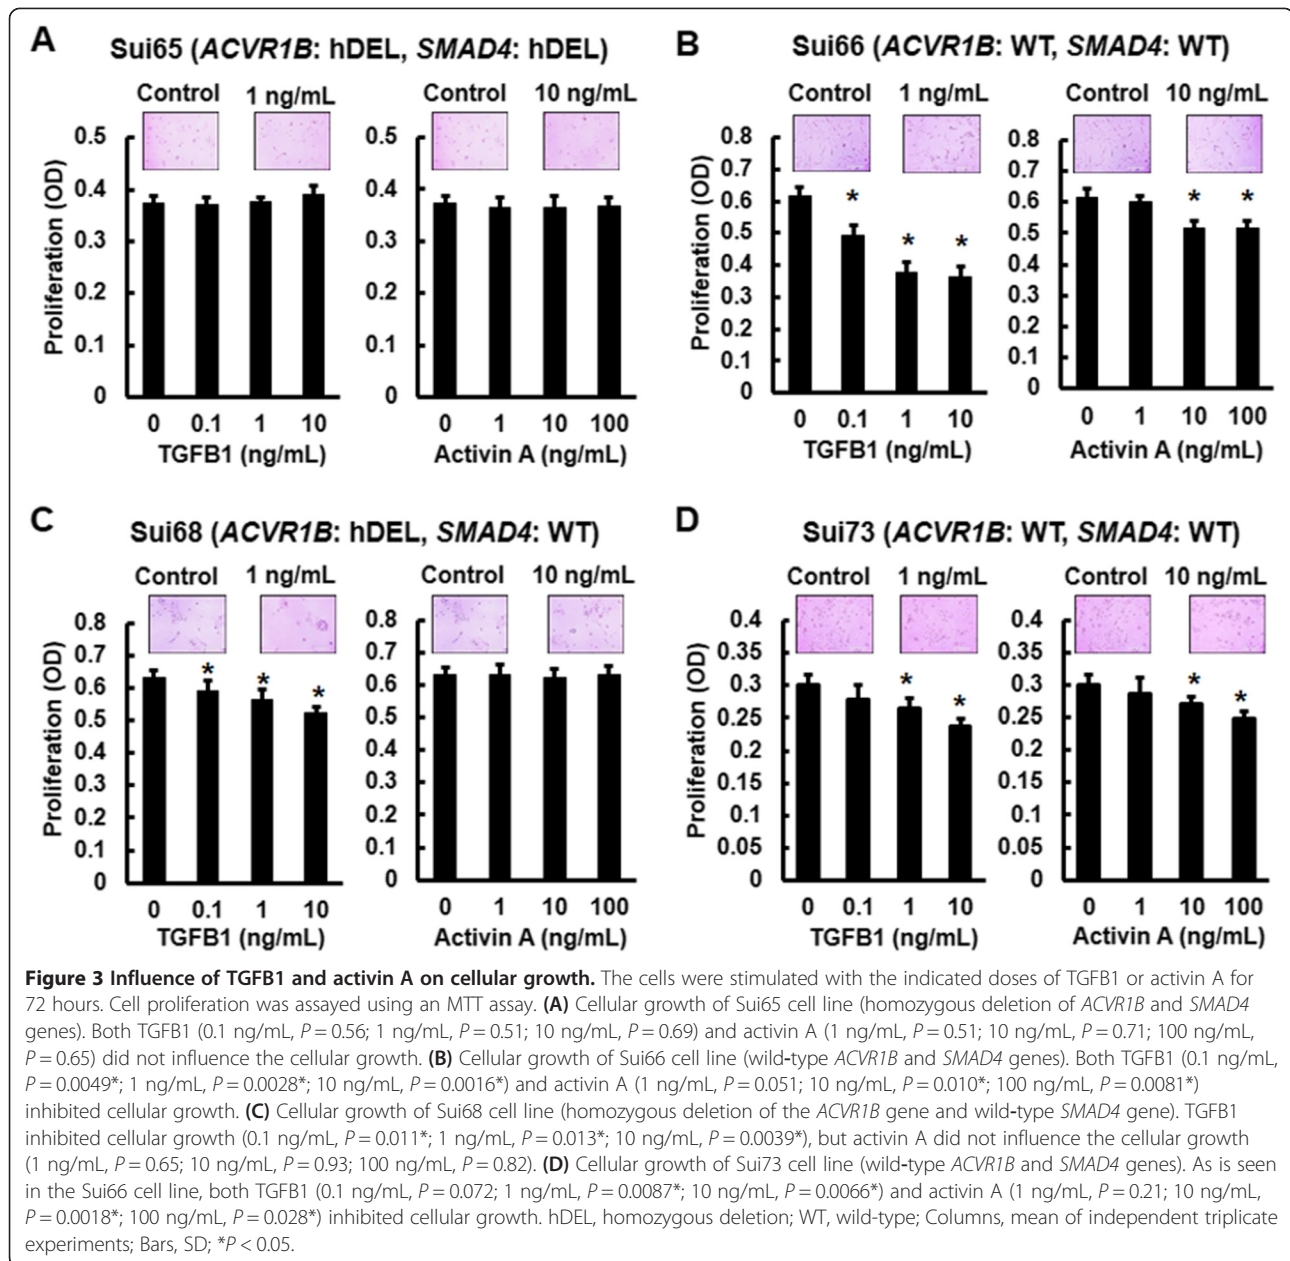 A
Sui65 (ACVR1B: hDEL, SMAD4: hDEL)
Control
1 ng/mL
Control
10 ng/mL
Proliferation (OD)
0.5
0.4
0.3
0.2
0.1
0
0 0.1 1 10
TGFB1 (ng/mL)
0.5
0.4
0.3
0.2
0.1
0
0 1 10 100
Activin A (ng/mL)
B
Sui66 (ACVR1B: WT, SMAD4: WT)
Control
1 ng/mL
Control
10 ng/mL
Proliferation (OD)
0.8
0.7
0.6
0.5
0.4
0.3
0.2
0.1
0
* * *
0 0.1 1 10
TGFB1 (ng/mL)
0.8
0.7
0.6
0.5
0.4
0.3
0.2
0.1
0
* *
0 1 10 100
Activin A (ng/mL)
C
Sui68 (ACVR1B: hDEL, SMAD4: WT)
Control
1 ng/mL
Control
10 ng/mL
Proliferation (OD)
0.8
0.7
0.6
0.5
0.4
0.3
0.2
0.1
0
* * *
0 0.1 1 10
TGFB1 (ng/mL)
0.8
0.7
0.6
0.5
0.4
0.3
0.2
0.1
0
0 1 10 100
Activin A (ng/mL)
D
Sui73 (ACVR1B: WT, SMAD4: WT)
Control
1 ng/mL
Control
10 ng/mL
Proliferation (OD)
0.4
0.35
0.3
0.25
0.2
0.15
0.1
0.05
0
* *
0 0.1 1 10
TGFB1 (ng/mL)
0.4
0.35
0.3
0.25
0.2
0.15
0.1
0.05
0
* *
0 1 10 100
Activin A (ng/mL)
Figure 3 Influence of TGFB1 and activin A on cellular growth. The cells were stimulated with the indicated doses of TGFB1 or activin A for
72 hours. Cell proliferation was assayed using an MTT assay. (A) Cellular growth of Sui65 cell line (homozygous deletion of ACVR1B and SMAD4
genes). Both TGFB1 (0.1 ng/mL, P = 0.56; 1 ng/mL, P = 0.51; 10 ng/mL, P = 0.69) and activin A (1 ng/mL, P = 0.51; 10 ng/mL, P = 0.71; 100 ng/mL,
P = 0.65) did not influence the cellular growth. (B) Cellular growth of Sui66 cell line (wild-type ACVR1B and SMAD4 genes). Both TGFB1 (0.1 ng/mL,
P = 0.0049*; 1 ng/mL, P = 0.0028*; 10 ng/mL, P = 0.0016*) and activin A (1 ng/mL, P = 0.051; 10 ng/mL, P = 0.010*; 100 ng/mL, P = 0.0081*)
inhibited cellular growth. (C) Cellular growth of Sui68 cell line (homozygous deletion of the ACVR1B gene and wild-type SMAD4 gene). TGFB1
inhibited cellular growth (0.1 ng/mL, P = 0.011*; 1 ng/mL, P = 0.013*; 10 ng/mL, P = 0.0039*), but activin A did not influence the cellular growth
(1 ng/mL, P = 0.65; 10 ng/mL, P = 0.93; 100 ng/mL, P = 0.82). (D) Cellular growth of Sui73 cell line (wild-type ACVR1B and SMAD4 genes). As is seen
in the Sui66 cell line, both TGFB1 (0.1 ng/mL, P = 0.072; 1 ng/mL, P = 0.0087*; 10 ng/mL, P = 0.0066*) and activin A (1 ng/mL, P = 0.21; 10 ng/mL,
P = 0.0018*; 100 ng/mL, P = 0.028*) inhibited cellular growth. hDEL, homozygous deletion; WT, wild-type; Columns, mean of independent triplicate
experiments; Bars, SD; *P < 0.05.